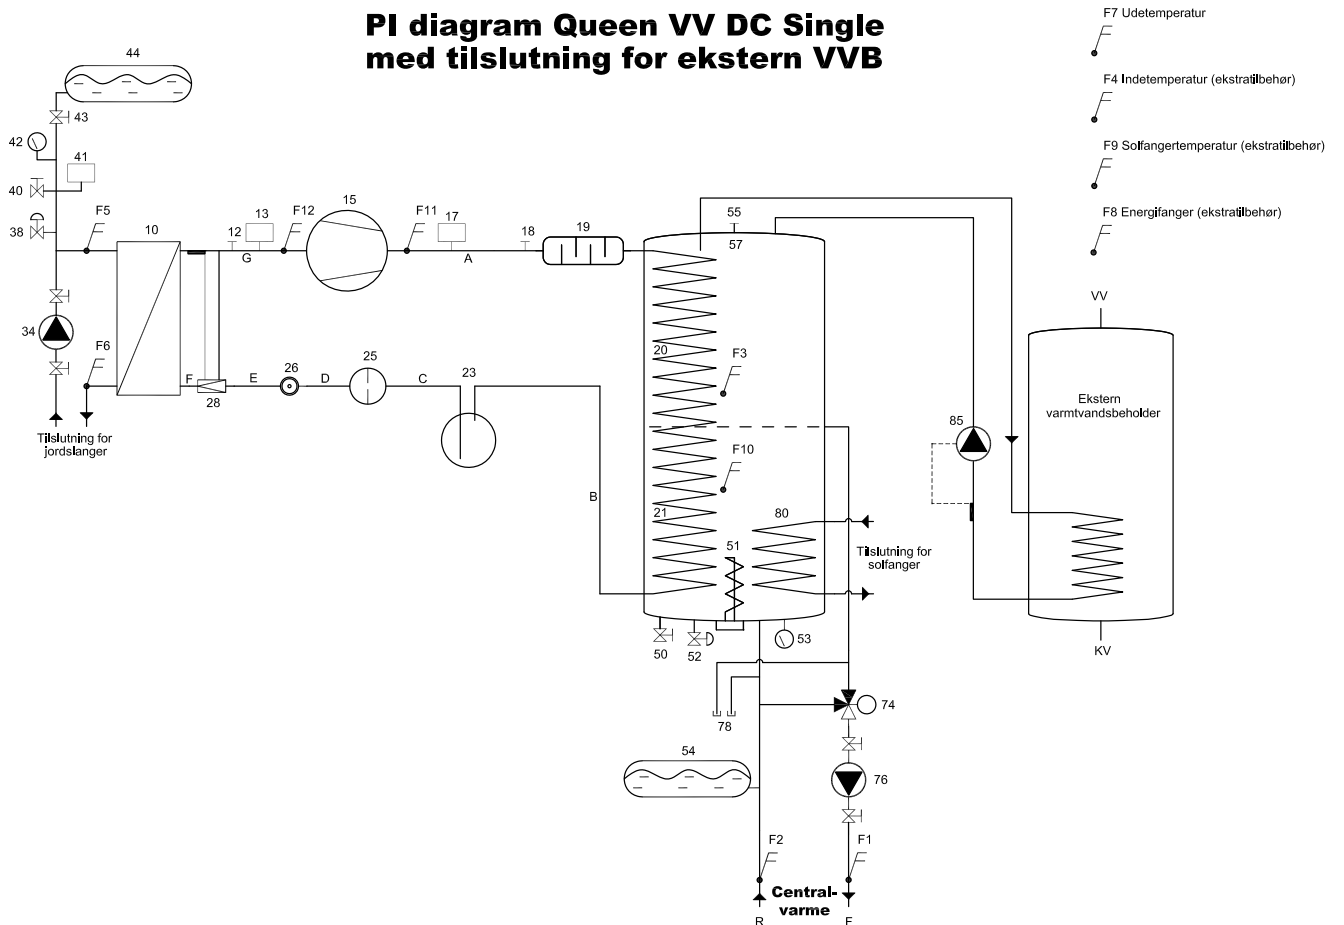 PI diagram Queen VV DC Single
med tilslutning for ekstern VVB
F7 Udetemperatur
F4 Indetemperatur (ekstratilbehør)
F9 Solfangertemperatur (ekstratilbehør)
F8 Energifanger (ekstratilbehør)
44
43
42
41
40
38
F5
10
12
13
G
F12
15
F11
17
A
18
19
55
57
34
F6
F
28
E
26
D
25
C
23
B
20
F3
F10
21
80
51
Tilslutning for
jordslanger
Tilslutning for
solfanger
85
VV
Ekstern
varmtvandsbeholder
KV
50
52
53
78
74
54
76
F2
F1
Central-
varme
R
F